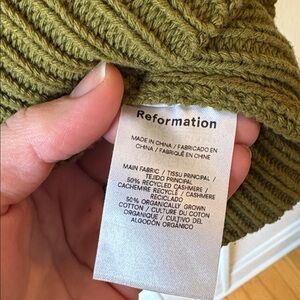 Reformation
MADE IN CHINA / FABRICADO EN
CHINA / FABRIQUÉ EN CHINE
MAIN FABRIC / TISSU PRINCIPAL /
TEJIDO PRINCIPAL
50% RECYCLED CASHMERE /
CACHEMIRE RECYCLÉ / CASHMERE
RECICLADO
50% ORGANICALLY GROWN
COTTON / CULTURE DU COTON
ORGANIQUE / CULTIVO DEL
ALGODÓN ORGÁNICO